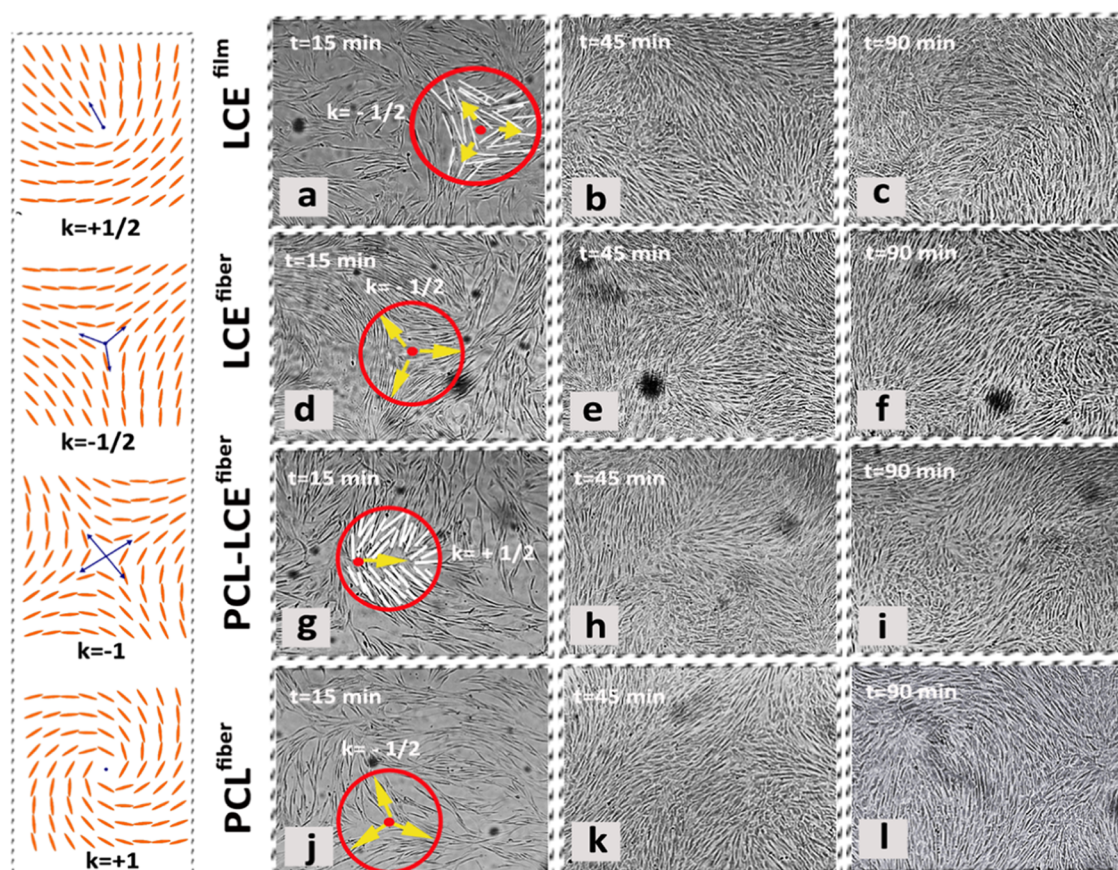 k=+1/2
k=-1/2
k=-1
k=+1
LCE film
t=15 min
k= - 1/2
a
t=45 min
b
t=90 min
c
LCE fiber
t=15 min
k= - 1/2
d
t=45 min
e
t=90 min
f
PCL-LCE fiber
t=15 min
k= + 1/2
g
t=45 min
h
t=90 min
i
PCL fiber
t=15 min
k= - 1/2
j
t=45 min
k
t=90 min
l